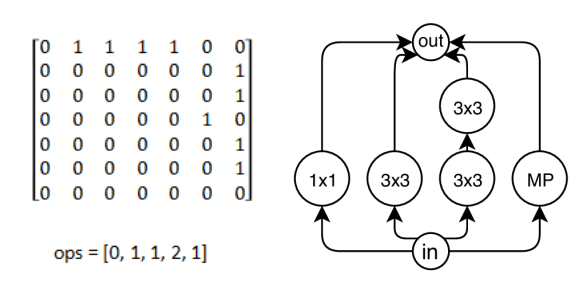 0 1 1 1 1 0 0
0 0 0 0 0 0 1
0 0 0 0 0 0 1
0 0 0 0 0 1 0
0 0 0 0 0 0 1
0 0 0 0 0 0 1
0 0 0 0 0 0 0
ops = [0, 1, 1, 2, 1]
out
3x3
1x1 3x3 3x3 MP
in